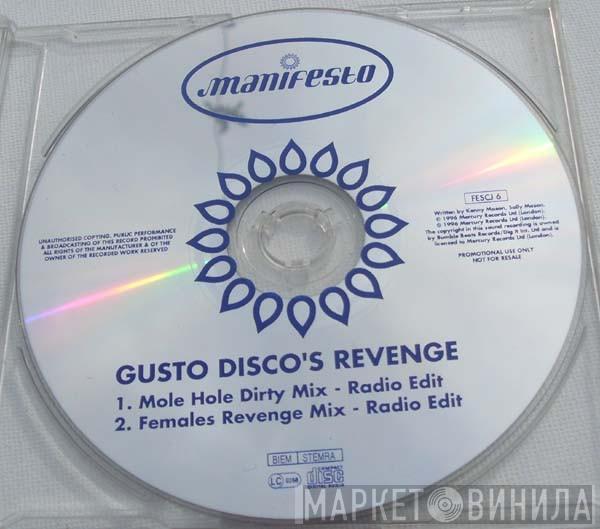 manifesto
UNAUTHORISED COPYING, PUBLIC PERFORMANCE
& BROADCASTING OF THIS RECORD PROHIBITED
ALL RIGHTS OF THE MANUFACTURER & OF THE
OWNER OF THE RECORDED WORK RESERVED
FESCJ 6
Written by Kenny Mason, Sally Mason.
℗ 1996 Mercury Records Ltd (London).
© 1996 Mercury Records Ltd (London).
The copyright in this sound recording is owned
by Bumble Beats Records/Dig It Int. Ltd and is
licensed to Mercury Records Ltd (London).
PROMOTIONAL USE ONLY
NOT FOR RESALE
GUSTO DISCO'S REVENGE
1. Mole Hole Dirty Mix - Radio Edit
2. Females Revenge Mix - Radio Edit
BIEM STEMRA
LC
COMPACT
disc
DIGITAL AUDIO
МАРКЕТ ВИНИЛА